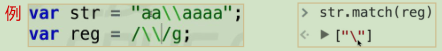 例 var str = "aa\\aaaa";
var reg = /\\/g;
> str.match(reg)
< ▶ ["\"]